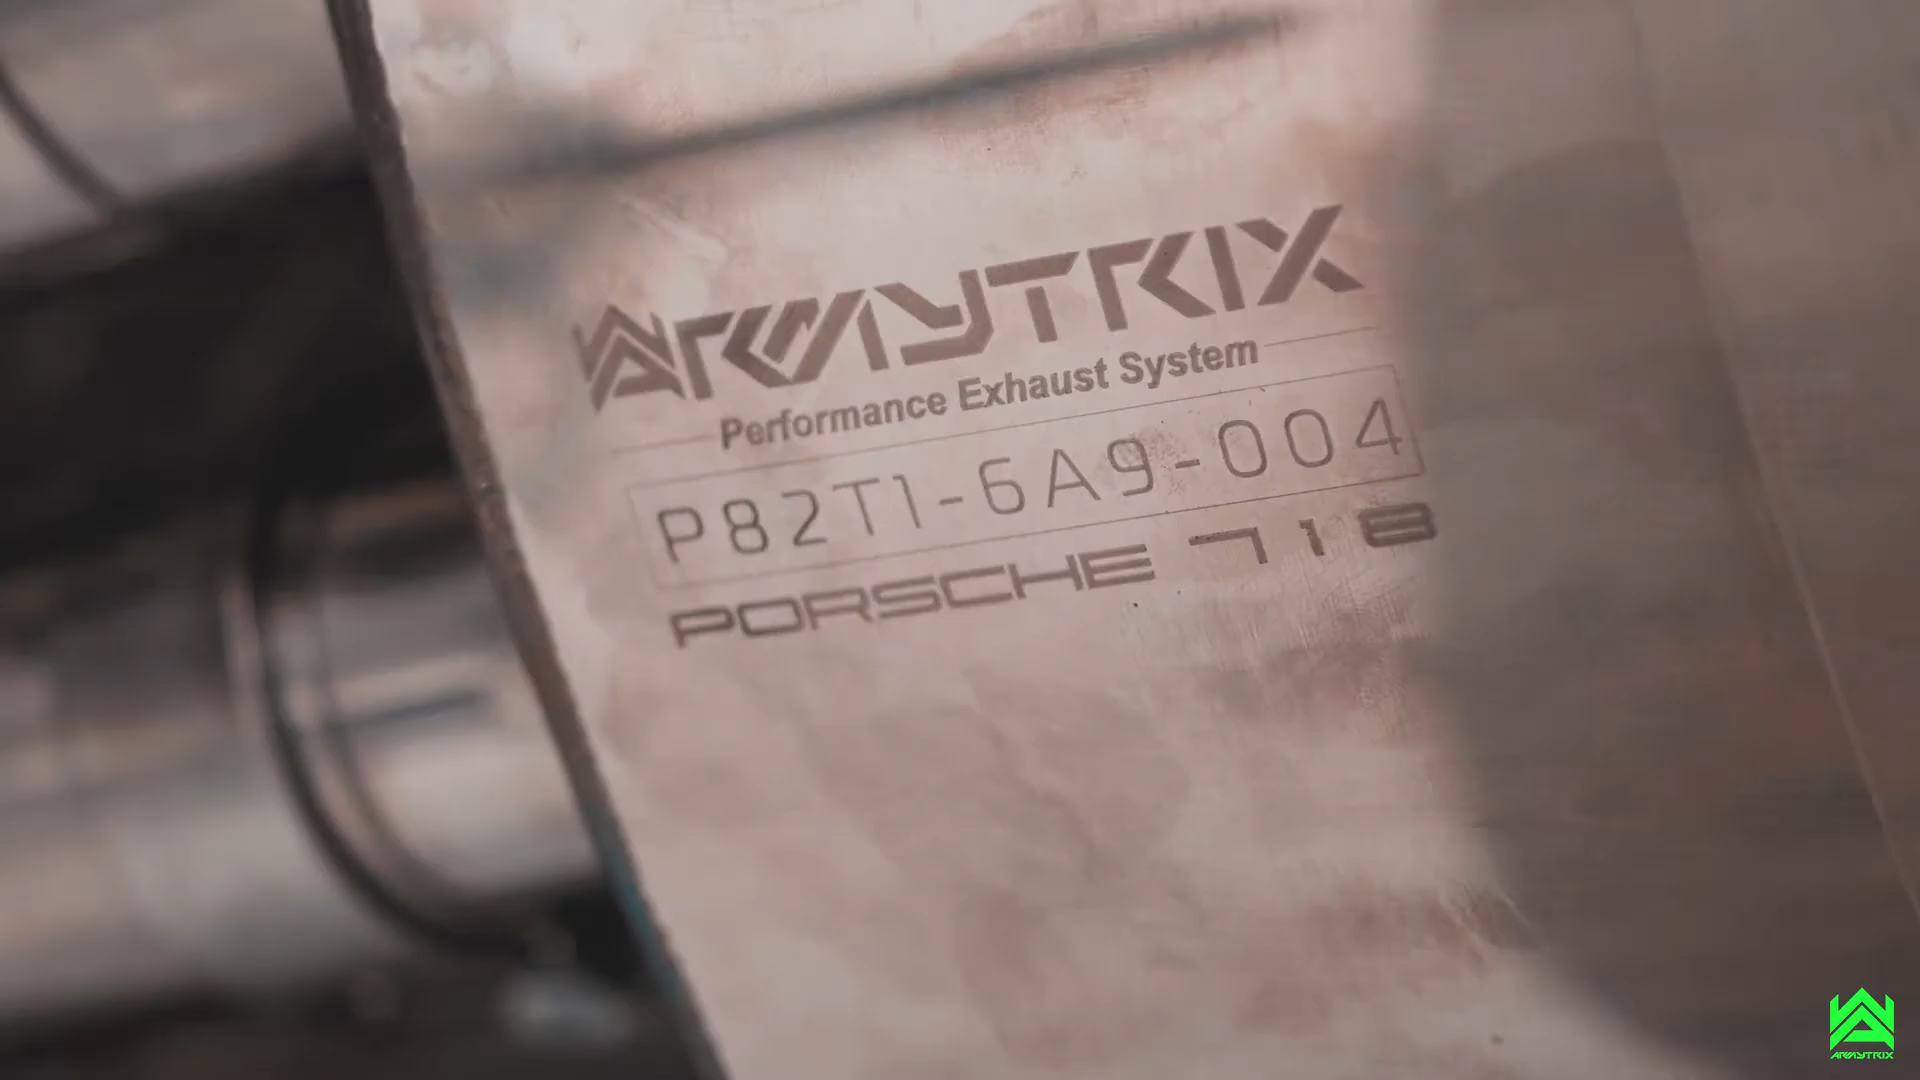 ARMYTRIX
Performance Exhaust System
P82T1-6A9-004
PORSCHE 718
ARMYTRIX